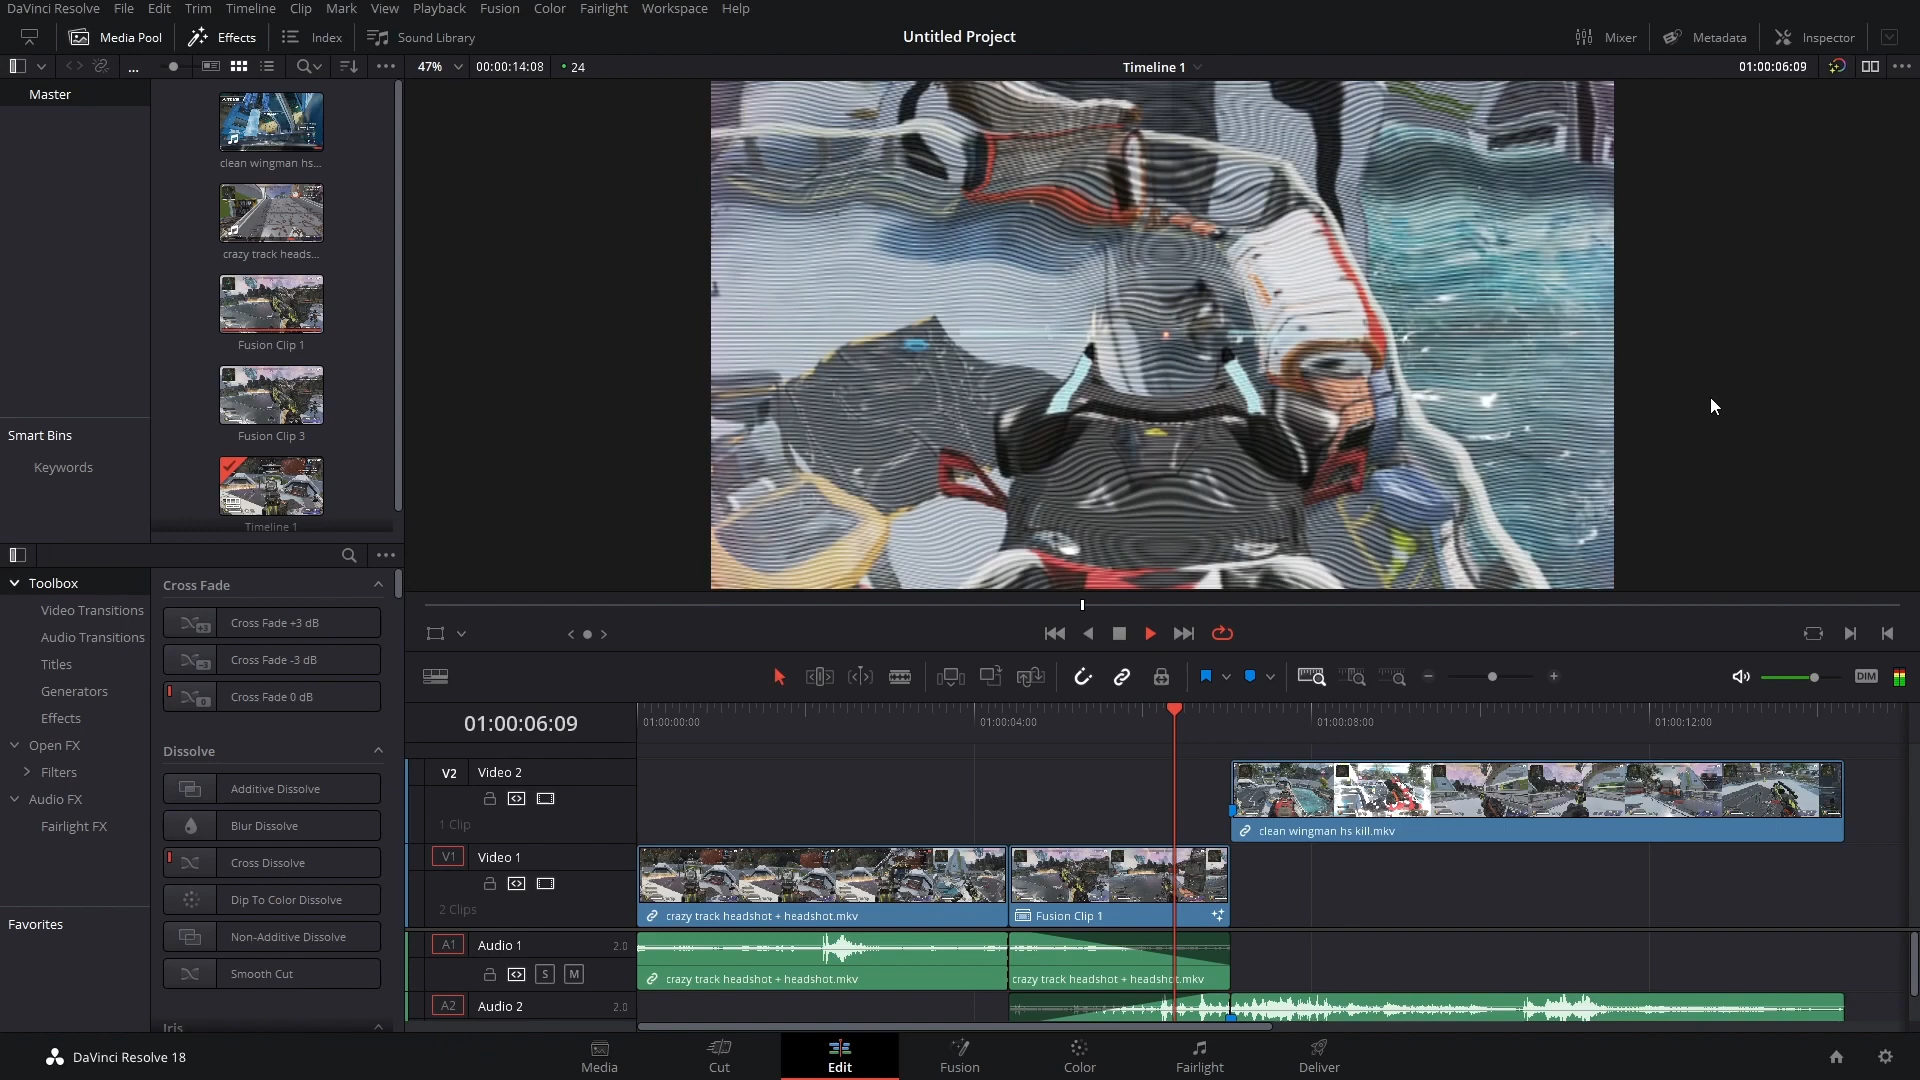 DaVinci Resolve File Edit Trim Timeline Clip Mark View Playback Fusion Color Fairlight Workspace Help
Media Pool Effects Index Sound Library Untitled Project Mixer Metadata Inspector
47% 00:00:14:08 24 Timeline 1 01:00:06:09
Master
clean wingman hs...
crazy track heads...
Fusion Clip 1
Fusion Clip 3
Timeline 1
Smart Bins
Keywords
Toolbox
Video Transitions
Audio Transitions
Titles
Generators
Effects
Open FX
Filters
Audio FX
Fairlight FX
Favorites
Cross Fade
+3 Cross Fade +3 dB
-3 Cross Fade -3 dB
0 Cross Fade 0 dB
Dissolve
Additive Dissolve
Blur Dissolve
Cross Dissolve
Dip To Color Dissolve
Non-Additive Dissolve
Smooth Cut
Iris
DIM
01:00:06:09 01:00:00:00 01:00:04:00 01:00:08:00 01:00:12:00
V2 Video 2
1 Clip
clean wingman hs kill.mkv
V1 Video 1
2 Clips
crazy track headshot + headshot.mkv Fusion Clip 1
A1 Audio 1 2.0
S M
crazy track headshot + headshot.mkv crazy track headshot + headshot.mkv
A2 Audio 2 2.0
DaVinci Resolve 18 Media Cut Edit Fusion Color Fairlight Deliver